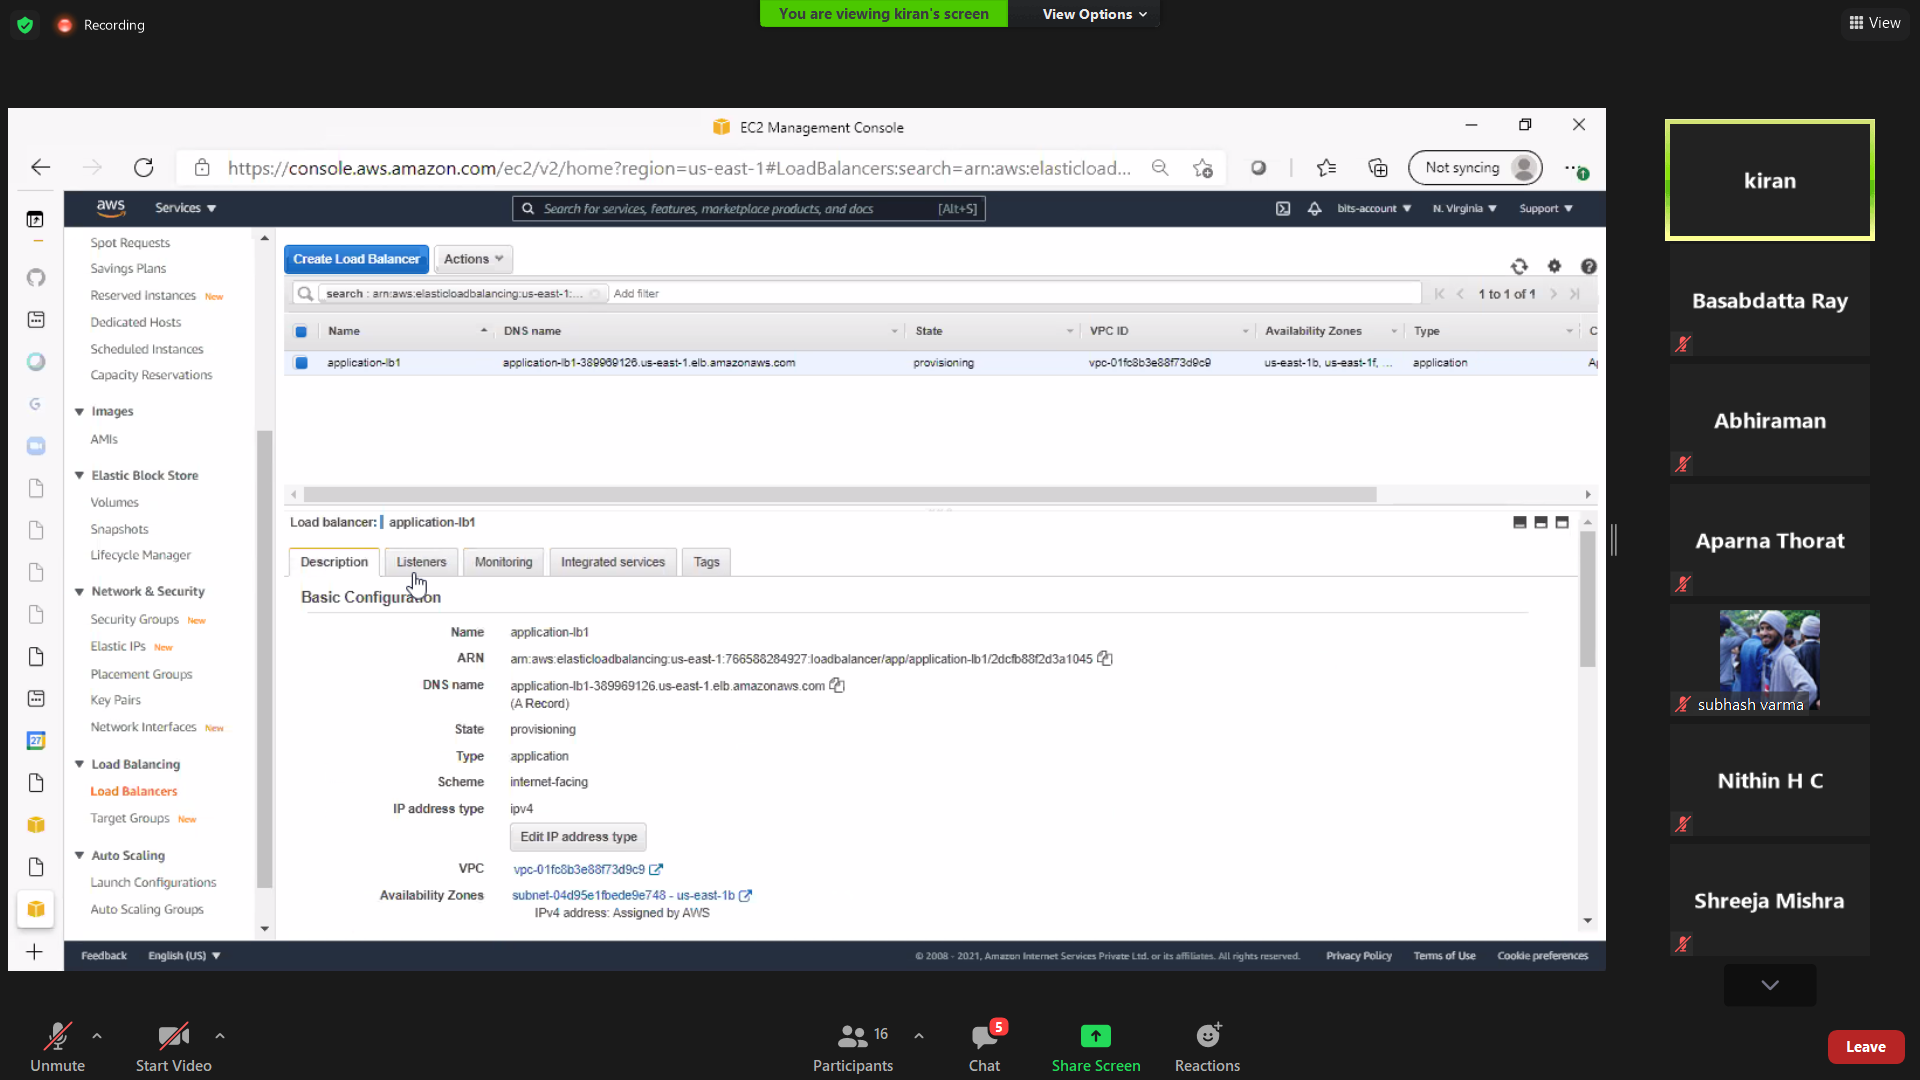 Recording
You are viewing kiran's screen
View Options
View
EC2 Management Console
https://console.aws.amazon.com/ec2/v2/home?region=us-east-1#LoadBalancers:search=arn:aws:elasticload...
Not syncing
aws
Services
Search for services, features, marketplace products, and docs
[Alt+S]
bits-account
N. Virginia
Support
Spot Requests
Savings Plans
Reserved Instances New
Dedicated Hosts
Scheduled Instances
Capacity Reservations
Images
AMIs
Elastic Block Store
Volumes
Snapshots
Lifecycle Manager
Network & Security
Security Groups New
Elastic IPs New
Placement Groups
Key Pairs
Network Interfaces New
Load Balancing
Load Balancers
Target Groups New
Auto Scaling
Launch Configurations
Auto Scaling Groups
27
G
Create Load Balancer
Actions
search : arn:aws:elasticloadbalancing:us-east-1:...
Add filter
1 to 1 of 1
Name
DNS name
State
VPC ID
Availability Zones
Type
C
application-lb1
application-lb1-389969126.us-east-1.elb.amazonaws.com
provisioning
vpc-01fc8b3e88f73d9c9
us-east-1b, us-east-1f, ...
application
Load balancer: application-lb1
Description
Listeners
Monitoring
Integrated services
Tags
Basic Configuration
Name application-lb1
ARN arn:aws:elasticloadbalancing:us-east-1:766588284927:loadbalancer/app/application-lb1/2dcfb88f2d3a1045
DNS name application-lb1-389969126.us-east-1.elb.amazonaws.com
(A Record)
State provisioning
Type application
Scheme internet-facing
IP address type ipv4
Edit IP address type
VPC vpc-01fc8b3e88f73d9c9
Availability Zones subnet-04d95e1fbede9e748 - us-east-1b
IPv4 address: Assigned by AWS
Feedback
English (US)
© 2008 - 2021, Amazon Internet Services Private Ltd. or its affiliates. All rights reserved.
Privacy Policy
Terms of Use
Cookie preferences
kiran
Basabdatta Ray
Abhiraman
Aparna Thorat
subhash varma
Nithin H C
Shreeja Mishra
Unmute
Start Video
16
Participants
5
Chat
Share Screen
Reactions
Leave